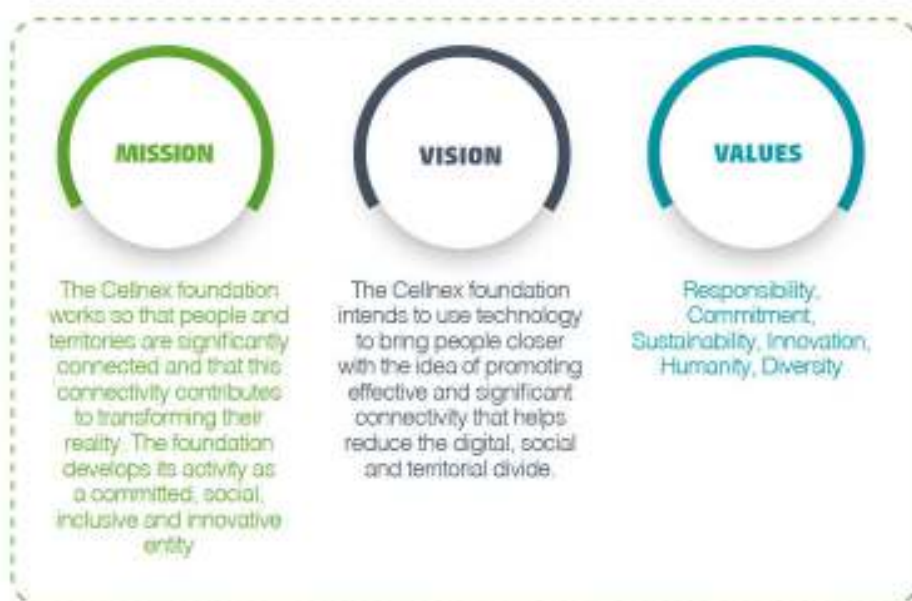 MISSION
The Cellnex foundation
works so that people and
territories are significantly
connected and that this
connectivity contributes
to transforming their
reality. The foundation
develops its activity as
a committed, social,
inclusive and innovative
entity
VISION
The Cellnex foundation
intends to use technology
to bring people closer
with the idea of promoting
effective and significant
connectivity that helps
reduce the digital, social
and territorial divide.
VALUES
Responsibility,
Commitment,
Sustainability, Innovation,
Humanity, Diversity